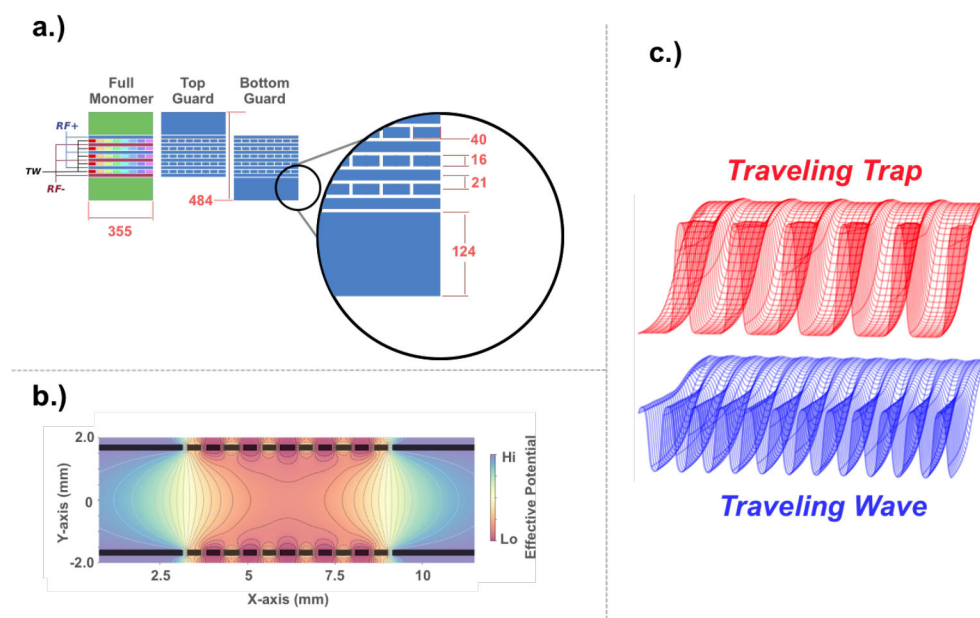 a.)
Full
Monomer
Top
Guard
Bottom
Guard
RF+
TW
RF-
484
355
40
16
21
124
b.)
2.0
0
-2.0
Y-axis (mm)
2.5
5
7.5
10
X-axis (mm)
Hi
Lo
Effective Potential
c.)
Traveling Trap
Traveling Wave